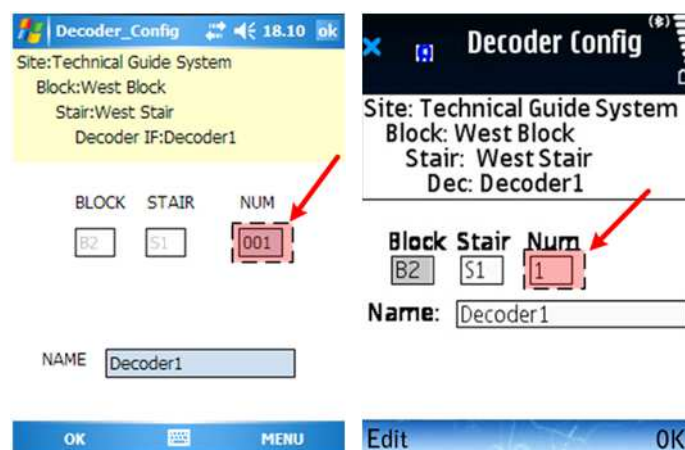 Decoder_Config 18.10 ok
Site:Technical Guide System
Block:West Block
Stair:West Stair
Decoder IF:Decoder1
BLOCK STAIR NUM
B2 S1 001
NAME Decoder1
OK MENU
Decoder Config
Site: Technical Guide System
Block: West Block
Stair: West Stair
Dec: Decoder1
Block Stair Num
B2 S1 1
Name: Decoder1
Edit OK